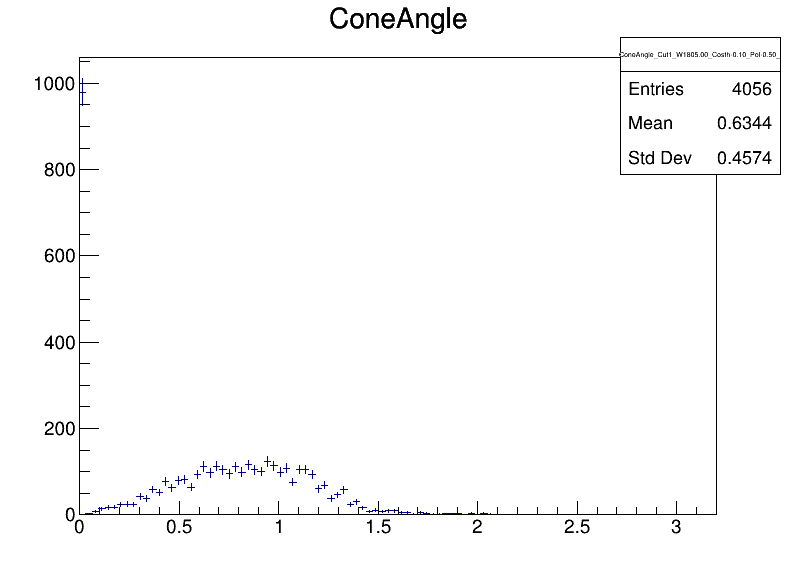 ConeAngle
ConeAngle_Cut1_W1805.00_Costh-0.10_Pol-0.50_
Entries 4056
Mean 0.6344
Std Dev 0.4574
1000
800
600
400
200
0
0 0.5 1 1.5 2 2.5 3